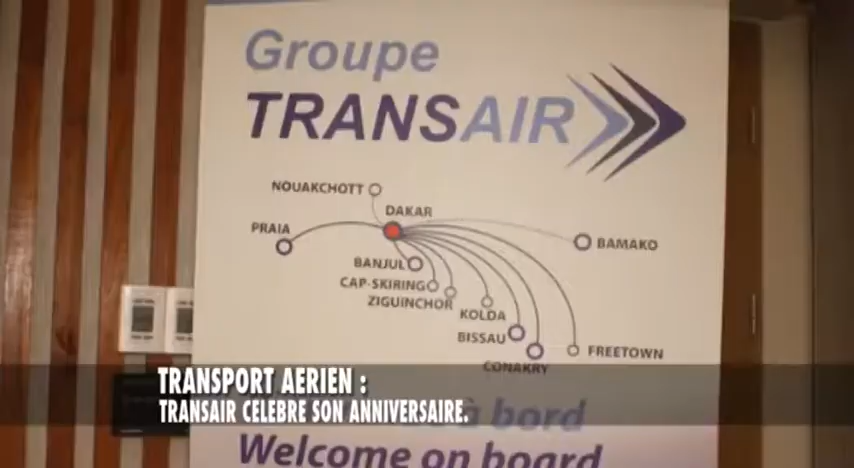 Groupe
TRANSAIR
NOUAKCHOTT
DAKAR
PRAIA
BAMAKO
BANJUL
CAP-SKIRING
ZIGUINCHOR
KOLDA
BISSAU
CONAKRY
FREETOWN
TRANSPORT AERIEN :
TRANSAIR CELEBRE SON ANNIVERSAIRE.
à bord
Welcome on board